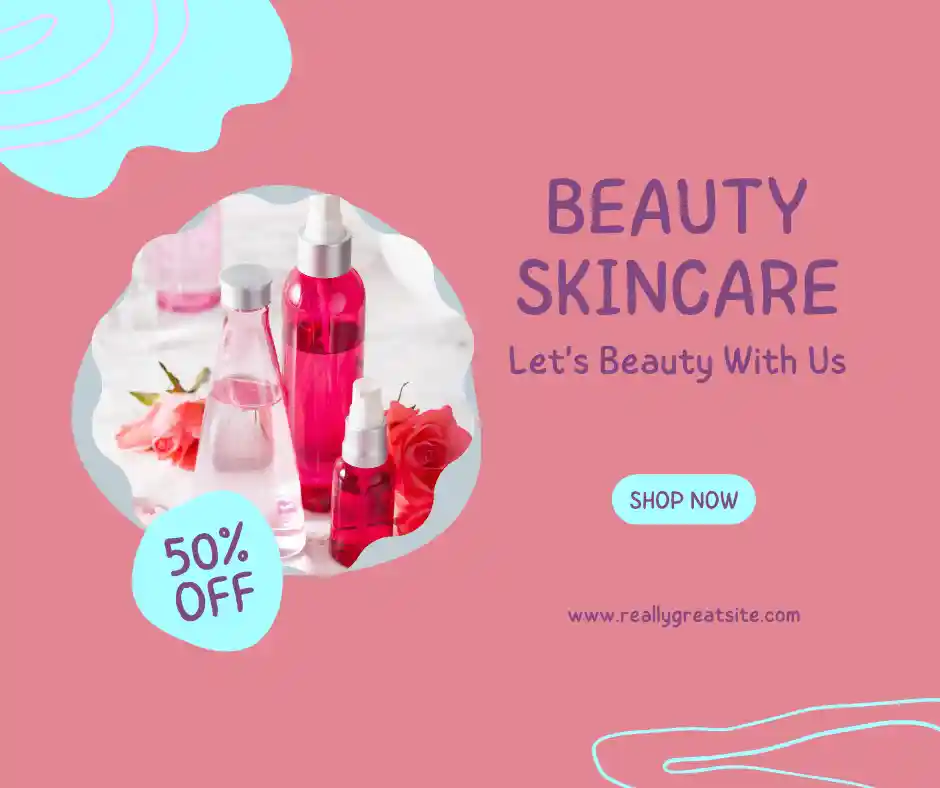 BEAUTY
SKINCARE
Let's Beauty With Us
SHOP NOW
50%
OFF
www.reallygreatsite.com